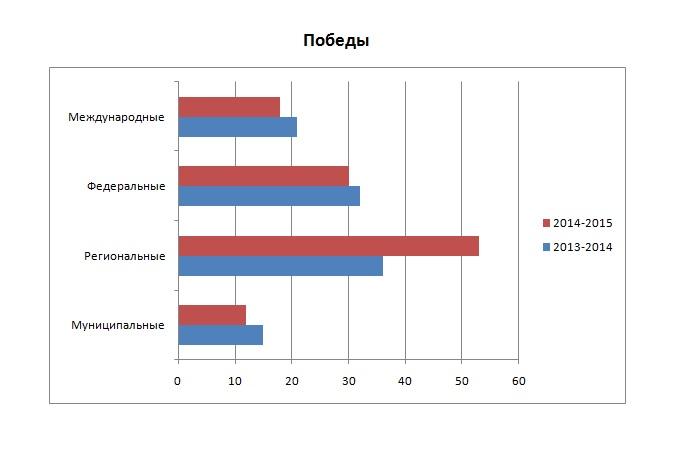 Победы
Международные
Федеральные
Региональные
Муниципальные
2014-2015
2013-2014
0 10 20 30 40 50 60